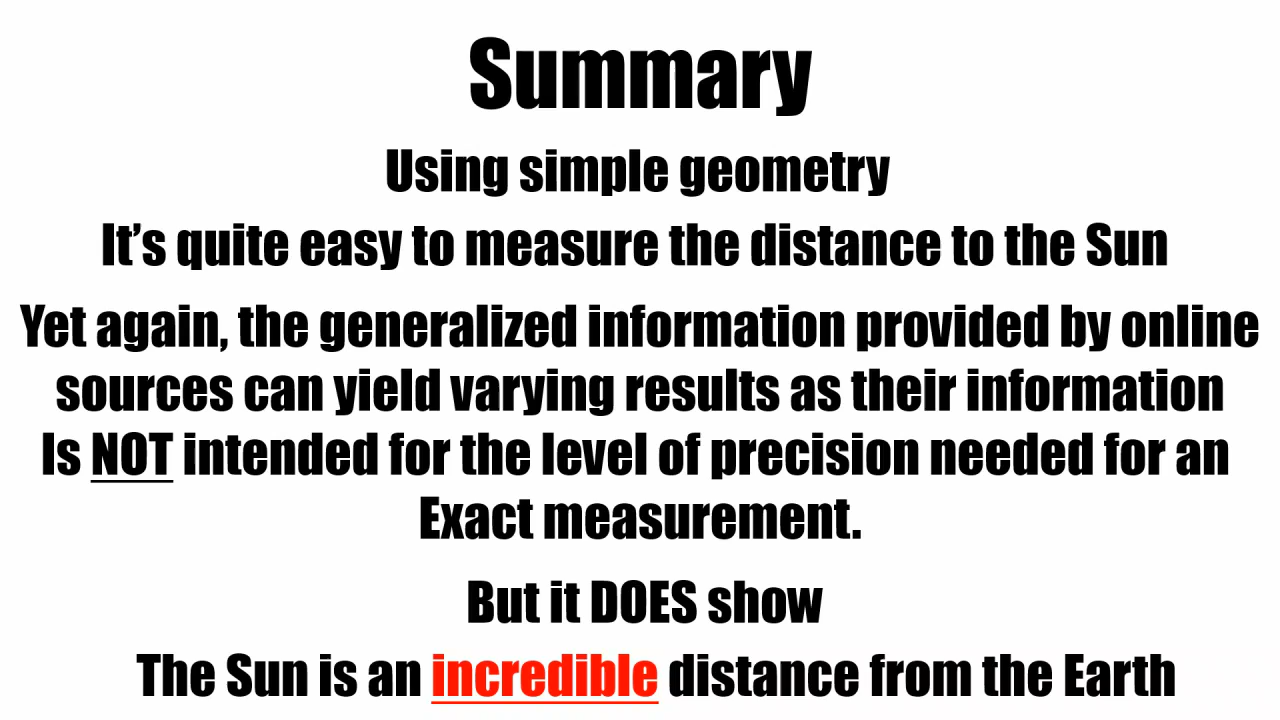 Summary
Using simple geometry
It’s quite easy to measure the distance to the Sun
Yet again, the generalized information provided by online
sources can yield varying results as their information
Is NOT intended for the level of precision needed for an
Exact measurement.
But it DOES show
The Sun is an incredible distance from the Earth